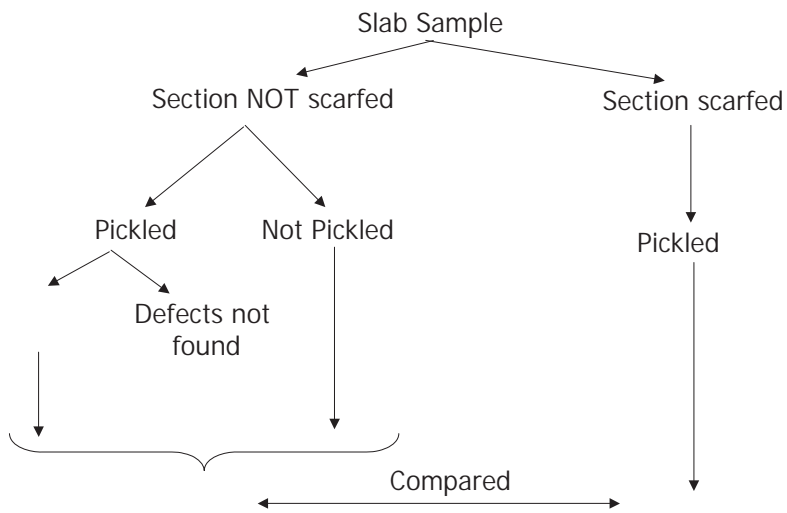 Slab Sample
Section NOT scarfed
Section scarfed
Pickled
Not Pickled
Pickled
Defects not
found
Compared